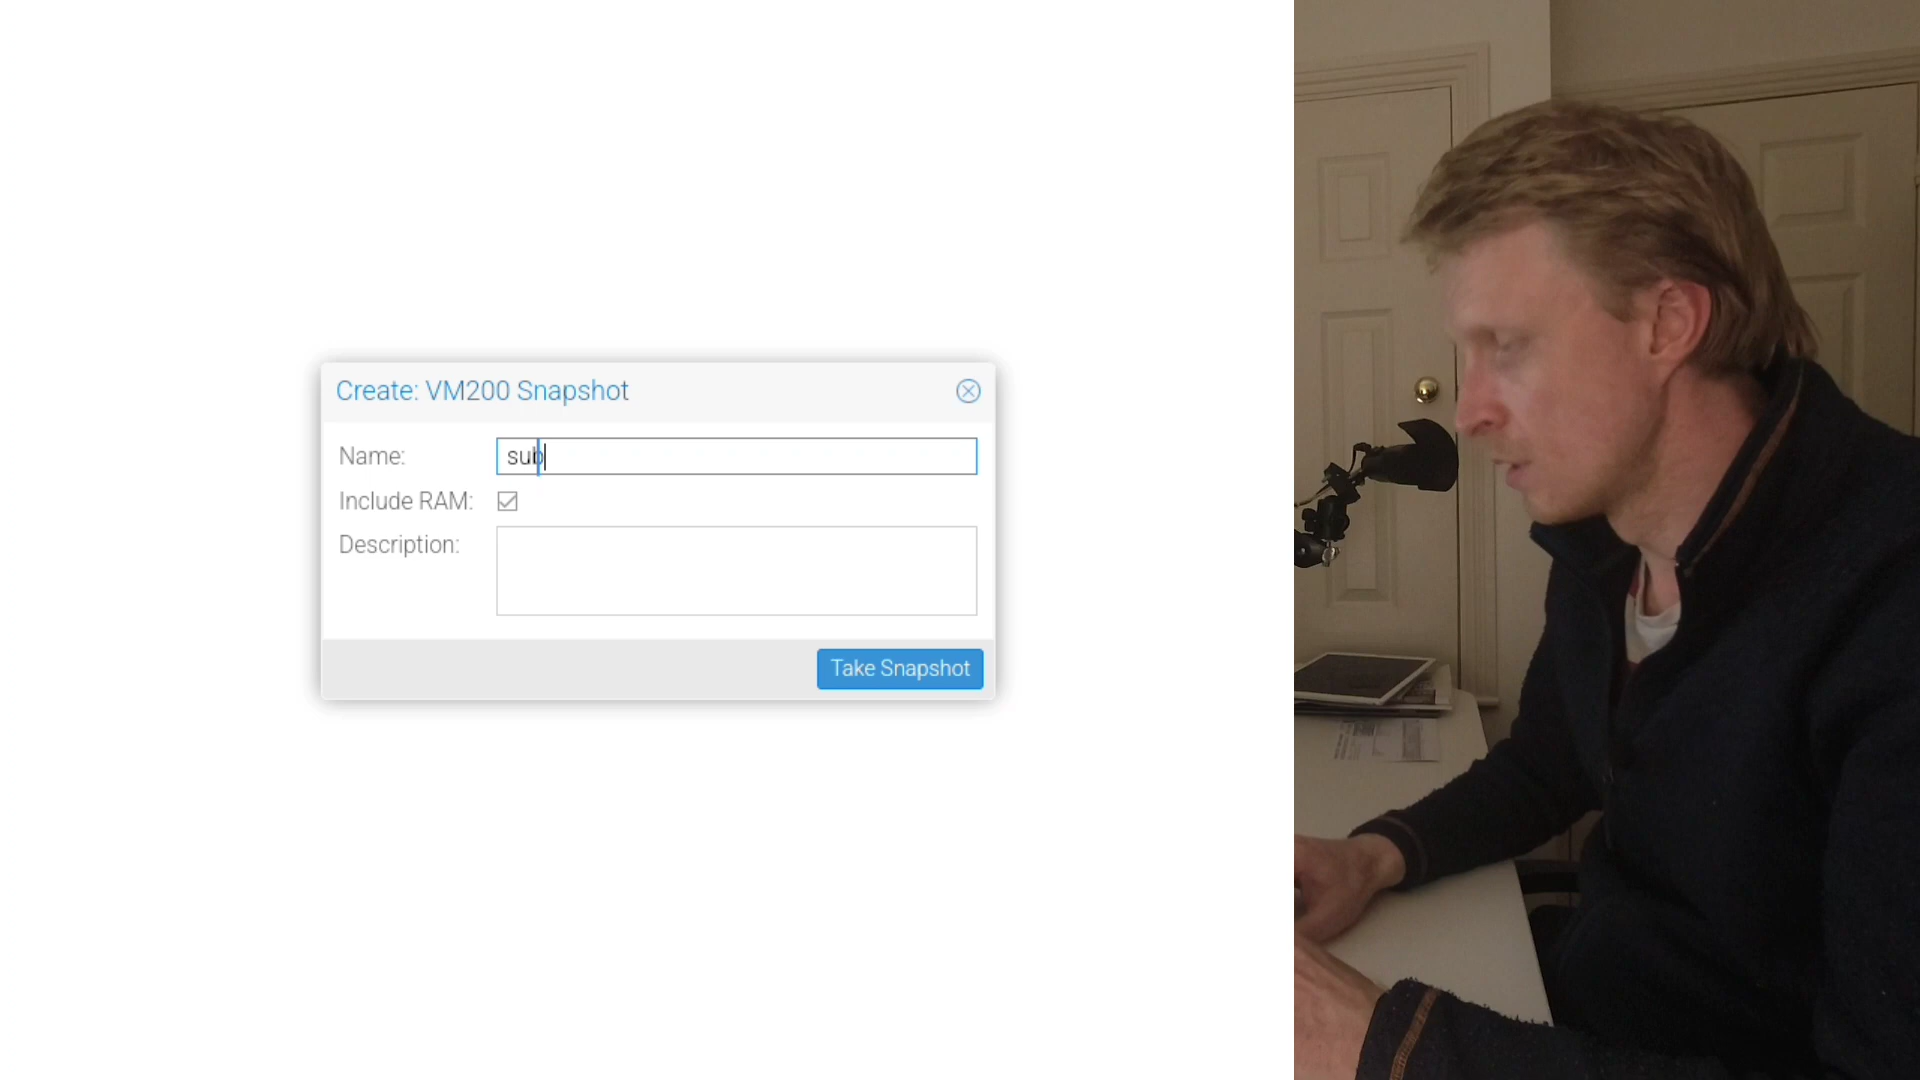 Create: VM200 Snapshot
Name: sub
Include RAM:
Description:
Take Snapshot